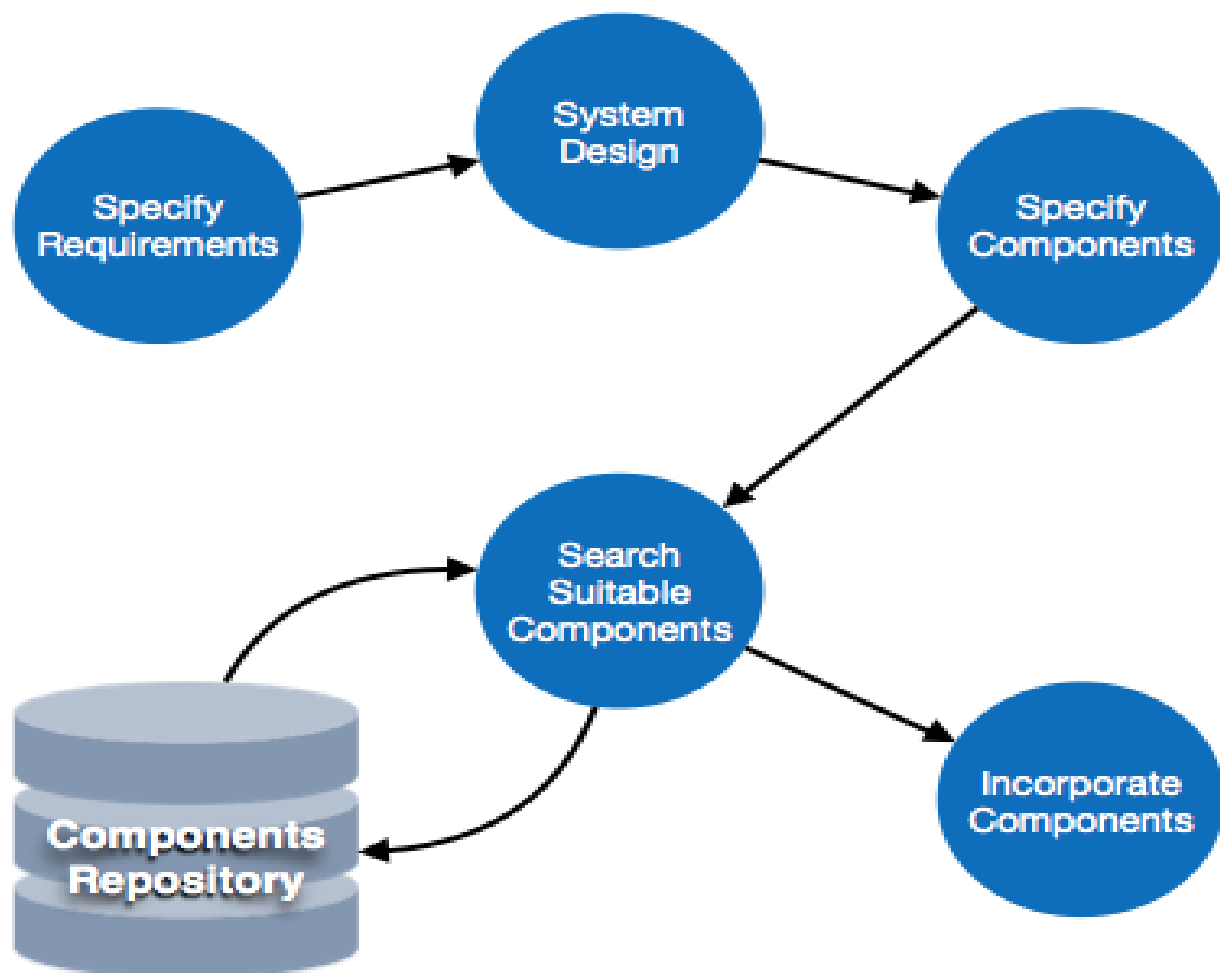 System
Design
Specify
Requirements
Specify
Components
Search
Suitable
Components
Incorporate
Components
Components
Repository